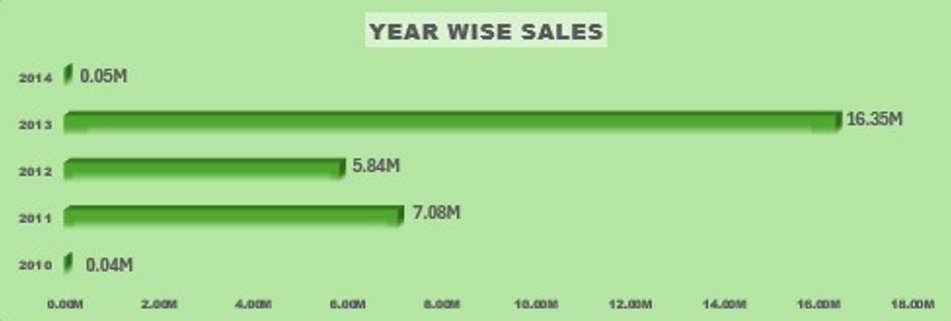 YEAR WISE SALES
2014 0.05M
2013 16.35M
2012 5.84M
2011 7.08M
2010 0.04M
0.00M 2.00M 4.00M 6.00M 8.00M 10.00M 12.00M 14.00M 16.00M 18.00M